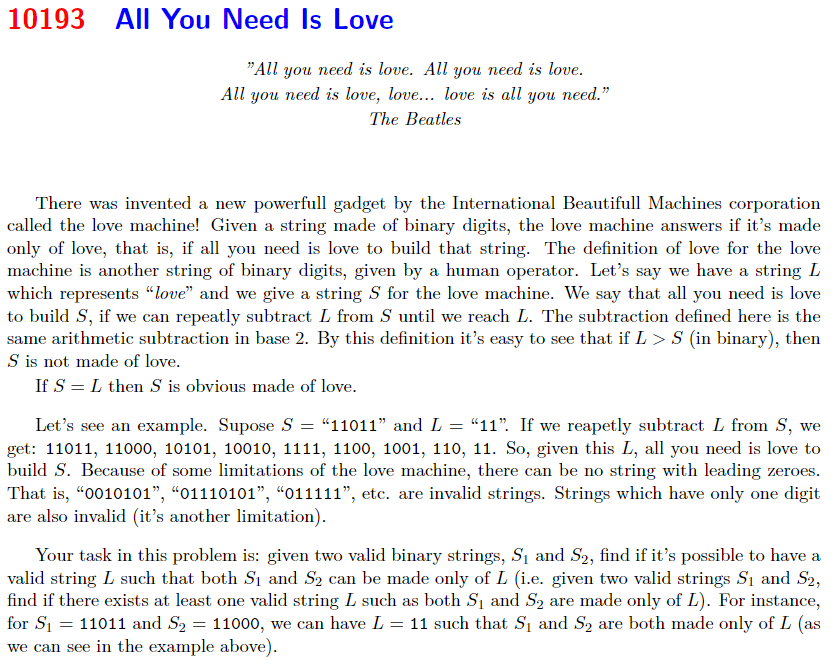 10193 All You Need Is Love
”All you need is love. All you need is love.
All you need is love, love... love is all you need.”
The Beatles
There was invented a new powerfull gadget by the International Beautifull Machines corporation
called the love machine! Given a string made of binary digits, the love machine answers if it’s made
only of love, that is, if all you need is love to build that string. The definition of love for the love
machine is another string of binary digits, given by a human operator. Let’s say we have a string L
which represents “love” and we give a string S for the love machine. We say that all you need is love
to build S, if we can repeatly subtract L from S until we reach L. The subtraction defined here is the
same arithmetic subtraction in base 2. By this definition it’s easy to see that if L > S (in binary), then
S is not made of love.
If S = L then S is obvious made of love.
Let’s see an example. Supose S = “11011” and L = “11”. If we reapetly subtract L from S, we
get: 11011, 11000, 10101, 10010, 1111, 1100, 1001, 110, 11. So, given this L, all you need is love to
build S. Because of some limitations of the love machine, there can be no string with leading zeroes.
That is, “0010101”, “01110101”, “011111”, etc. are invalid strings. Strings which have only one digit
are also invalid (it’s another limitation).
Your task in this problem is: given two valid binary strings, S₁ and S₂, find if it’s possible to have a
valid string L such that both S₁ and S₂ can be made only of L (i.e. given two valid strings S₁ and S₂,
find if there exists at least one valid string L such as both S₁ and S₂ are made only of L). For instance,
for S₁ = 11011 and S₂ = 11000, we can have L = 11 such that S₁ and S₂ are both made only of L (as
we can see in the example above).